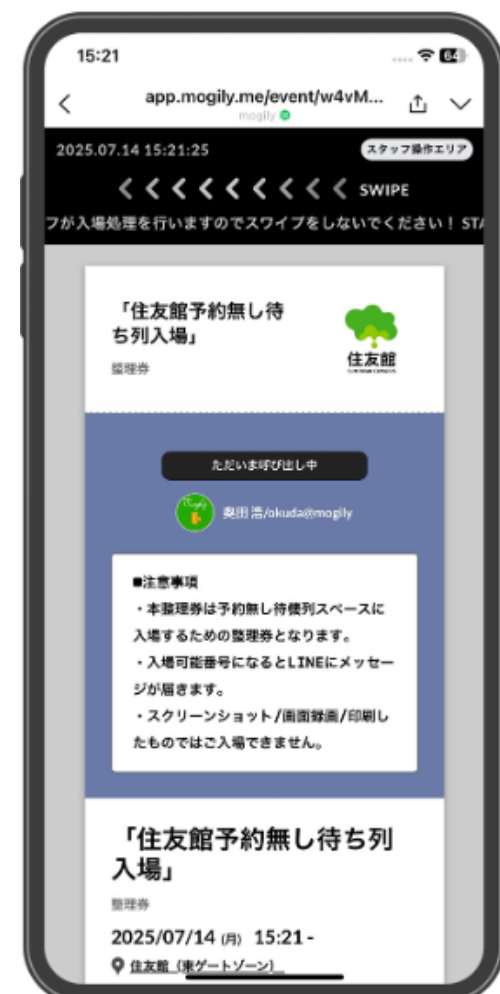 15:21
64
app.mogily.me/event/w4vM...
mogily
2025.07.14 15:21:25
スタッフ操作エリア
SWIPE
フが入場処理を行いますのでスワイプをしないでください! STA
「住友館予約無し待
ち列入場」
整理券
住友館
ただいま呼び出し中
奥田 浩/okuda@mogily
■注意事項
・本整理券は予約無し待機列スペースに
入場するための整理券となります。
・入場可能番号になるとLINEにメッセー
ジが届きます。
・スクリーンショット/画面録画/印刷し
たものではご入場できません。
「住友館予約無し待ち列
入場」
整理券
2025/07/14 (月) 15:21 -
住友館(東ゲートゾーン)